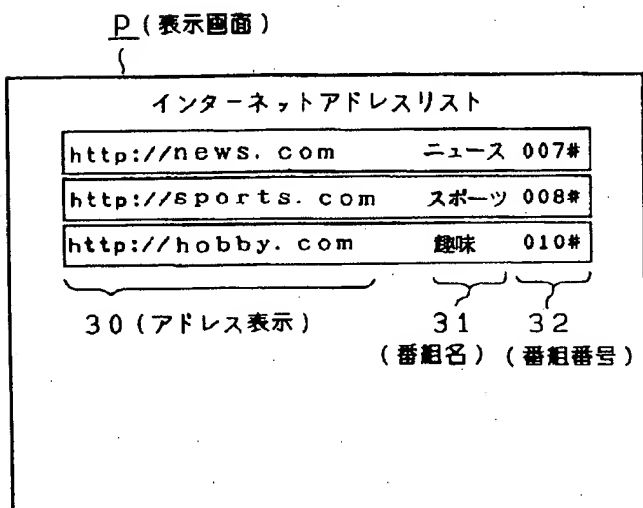 P(表示画面)
インターネットアドレスリスト
http://news.com ニュース 007#
http://sports.com スポーツ 008#
http://hobby.com 趣味 010#
30(アドレス表示) 31 32
(番組名) (番組番号)